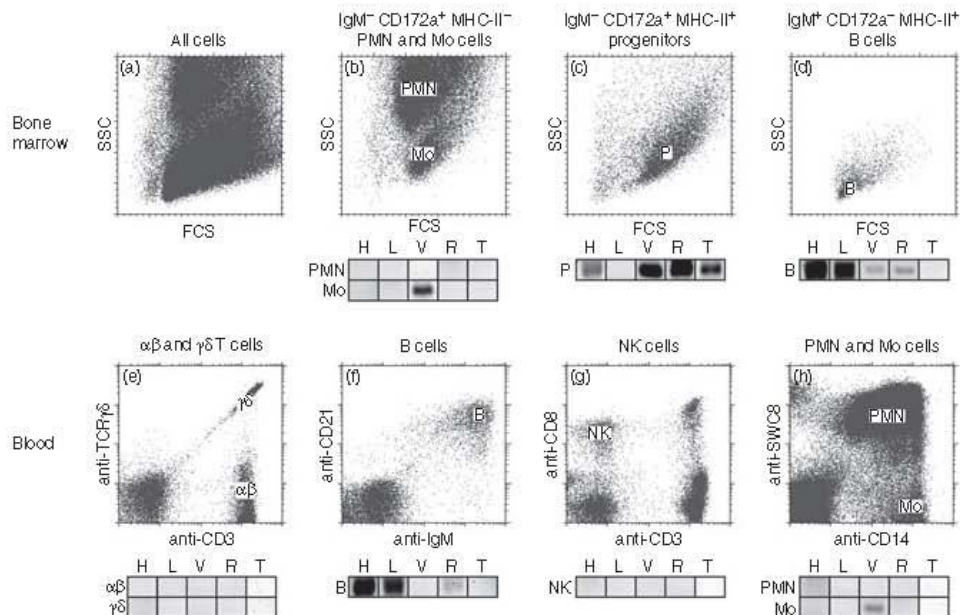 IgM⁻ CD172a⁺ MHC-II⁻ IgM⁻ CD172a⁺ MHC-II⁺ IgM⁺ CD172a⁻ MHC-II⁺
All cells PMN and Mo cells progenitors B cells
(a) (b) (c) (d)
PMN
Mo
P
B
Bone
marrow
SSC SSC SSC SSC
FCS FCS FCS FCS
H L V R T H L V R T H L V R T
PMN P B
Mo
αβ and γδT cells B cells NK cells PMN and Mo cells
(e) (f) (g) (h)
γδ
αβ
B
NK
PMN
Mo
Blood
anti-TCRγδ anti-CD21 anti-CD8 anti-SWC8
anti-CD3 anti-IgM anti-CD3 anti-CD14
H L V R T H L V R T H L V R T H L V R T
αβ B NK PMN
γδ Mo